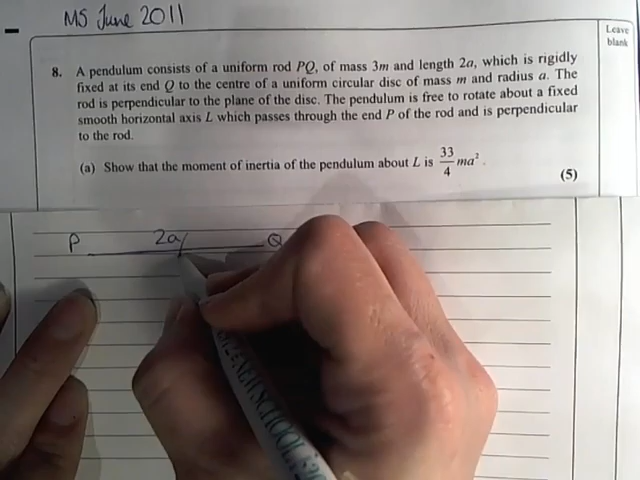 MS June 2011
Leave
blank
8. A pendulum consists of a uniform rod PQ, of mass 3m and length 2a, which is rigidly
fixed at its end Q to the centre of a uniform circular disc of mass m and radius a. The
rod is perpendicular to the plane of the disc. The pendulum is free to rotate about a fixed
smooth horizontal axis L which passes through the end P of the rod and is perpendicular
to the rod.
(a) Show that the moment of inertia of the pendulum about L is 33/4 ma².
(5)
P 2a Q